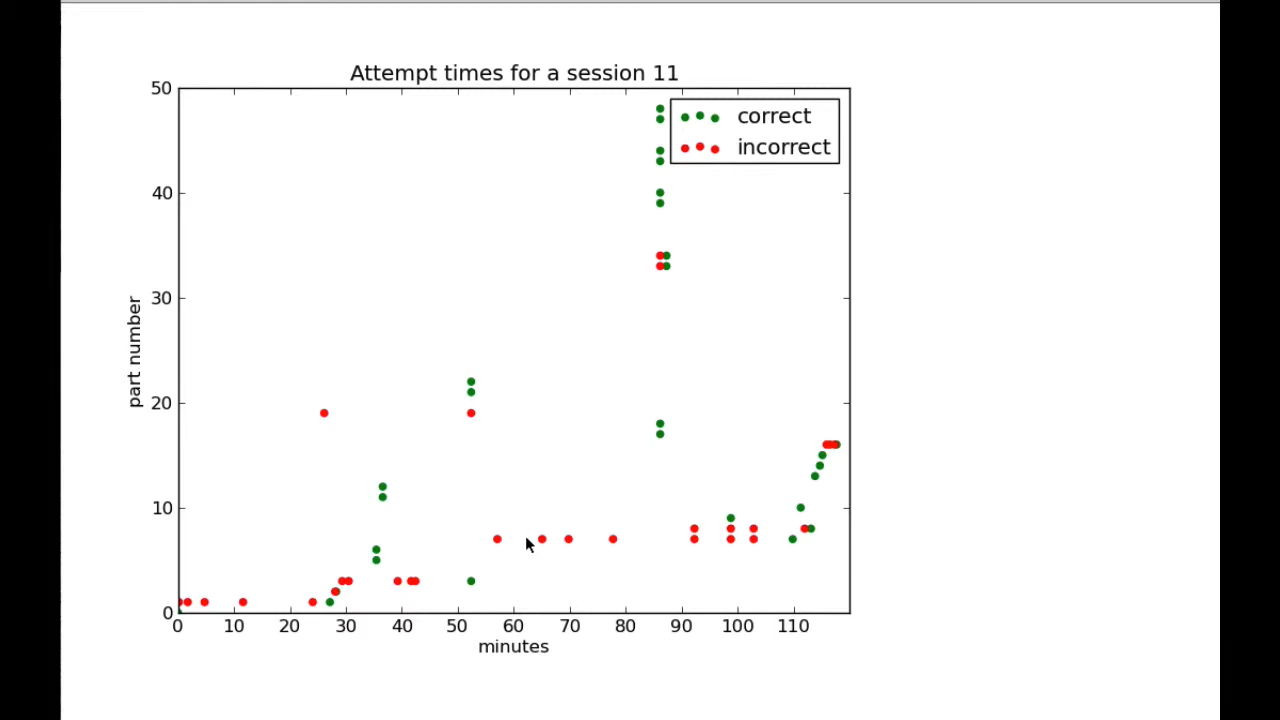 Attempt times for a session 11
correct
incorrect
50
40
30
20
10
0
part number
0 10 20 30 40 50 60 70 80 90 100 110
minutes